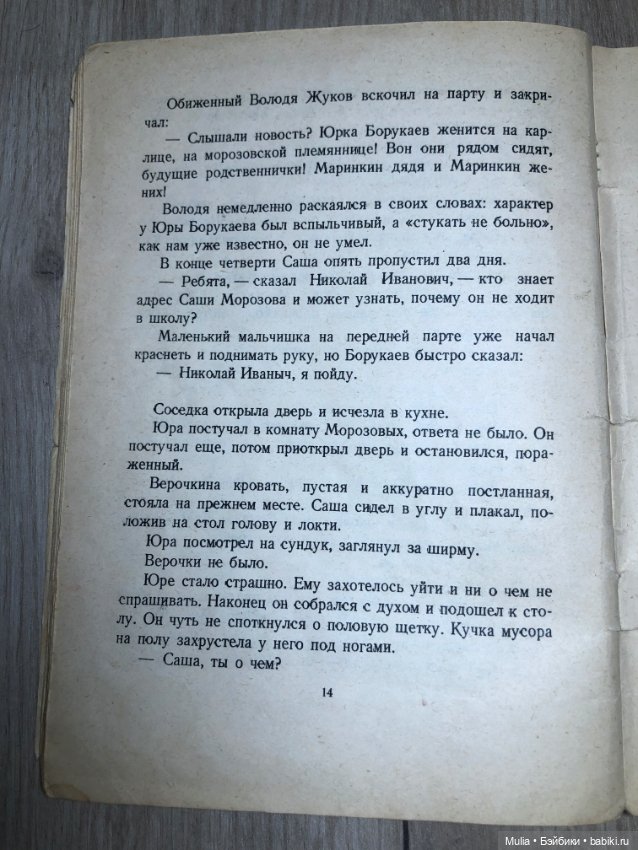 Обиженный Володя Жуков вскочил на парту и закри-
чал:
— Слышали новость? Юрка Борукаев женится на кар-
лице, на морозовской племяннице! Вон они рядом сидят,
будущие родственнички! Маринкин дядя и Маринкин же-
них!
Володя немедленно раскаялся в своих словах: характер
у Юры Борукаева был вспыльчивый, а «стукать не больно»,
как нам уже известно, он не умел.
В конце четверти Саша опять пропустил два дня.
— Ребята, — сказал Николай Иванович, — кто знает
адрес Саши Морозова и может узнать, почему он не ходит
в школу?
Маленький мальчишка на передней парте уже начал
краснеть и поднимать руку, но Борукаев быстро сказал:
— Николай Иваныч, я пойду.
Соседка открыла дверь и исчезла в кухне.
Юра постучал в комнату Морозовых, ответа не было. Он
постучал еще, потом приоткрыл дверь и остановился, пора-
женный.
Верочкина кровать, пустая и аккуратно постланная,
стояла на прежнем месте. Саша сидел в углу и плакал, по-
ложив на стол голову и локти.
Юра посмотрел на сундук, заглянул за ширму.
Верочки не было.
Юре стало страшно. Ему захотелось уйти и ни о чем не
спрашивать. Наконец он собрался с духом и подошел к сто-
лу. Он чуть не споткнулся о половую щетку. Кучка мусора
на полу захрустела у него под ногами.
— Саша, ты о чем?
14
Mulia • Бэйбики • babiki.ru